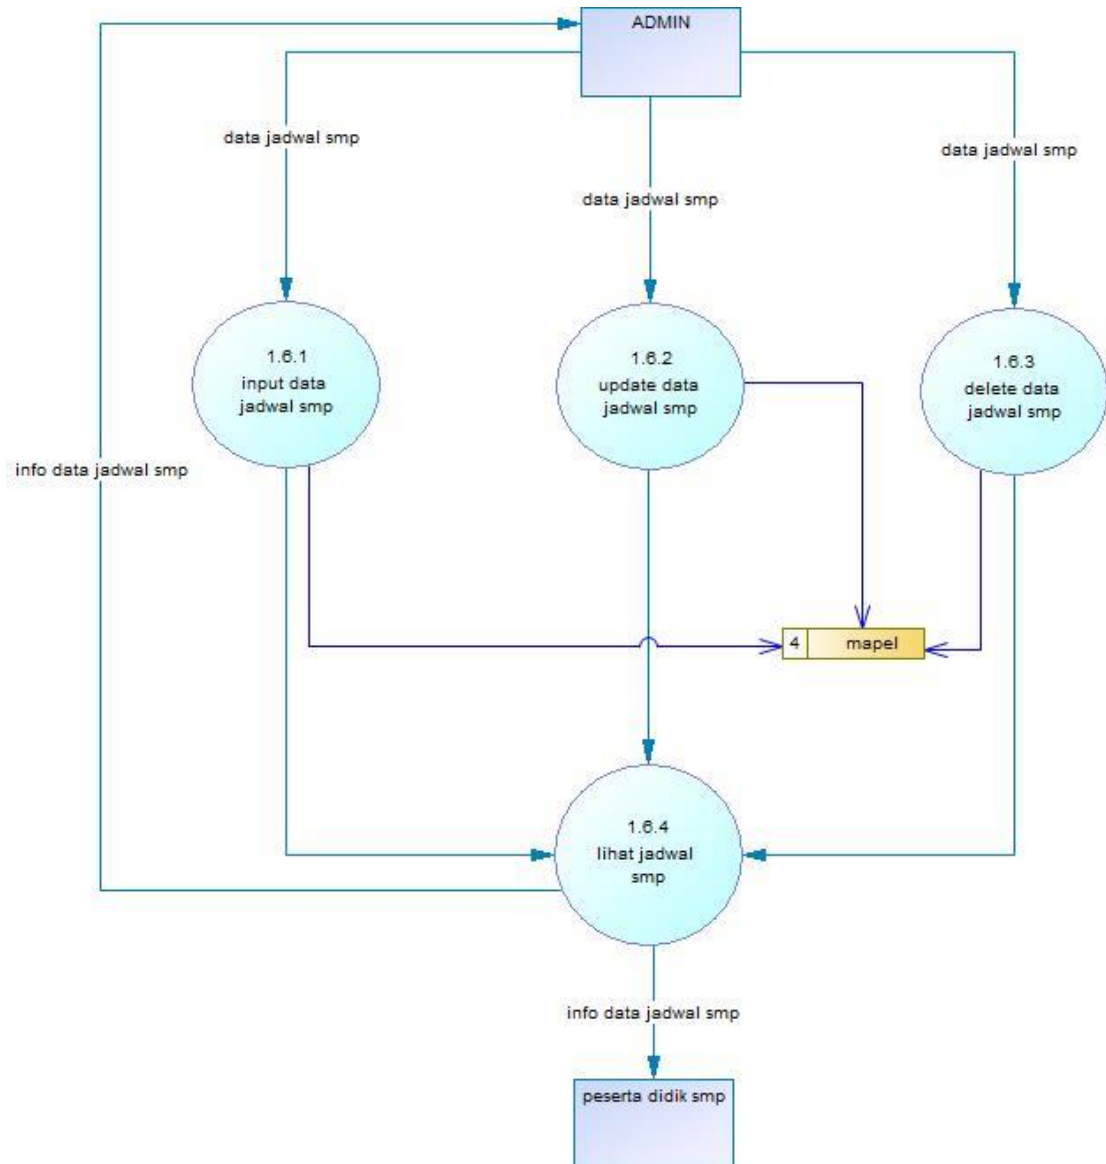 ADMIN
data jadwal smp
data jadwal smp
data jadwal smp
1.6.1
input data
jadwal smp
1.6.2
update data
jadwal smp
1.6.3
delete data
jadwal smp
info data jadwal smp
4 mapel
1.6.4
lihat jadwal
smp
info data jadwal smp
peserta didik smp